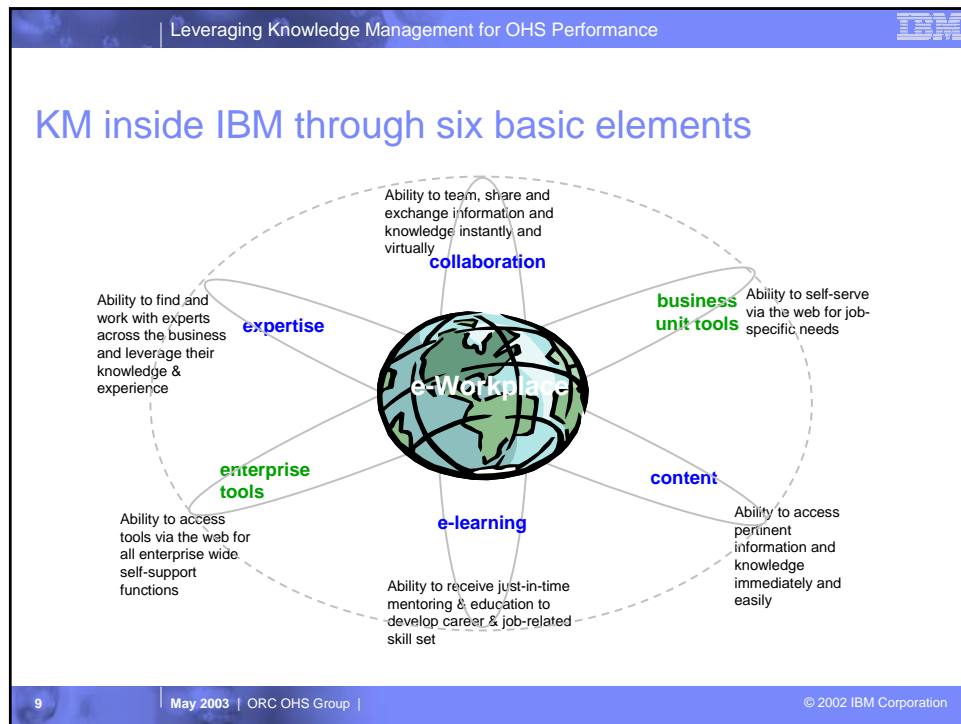 Leveraging Knowledge Management for OHS Performance
IBM
KM inside IBM through six basic elements
Ability to team, share and
exchange information and
knowledge instantly and
virtually
collaboration
Ability to find and
work with experts
across the business
and leverage their
knowledge &
experience
expertise
business
unit tools
Ability to self-serve
via the web for job-
specific needs
e-Workplace
enterprise
tools
Ability to access
tools via the web for
all enterprise wide
self-support
functions
e-learning
Ability to receive just-in-time
mentoring & education to
develop career & job-related
skill set
content
Ability to access
pertinent
information and
knowledge
immediately and
easily
9
May 2003 | ORC OHS Group |
© 2002 IBM Corporation